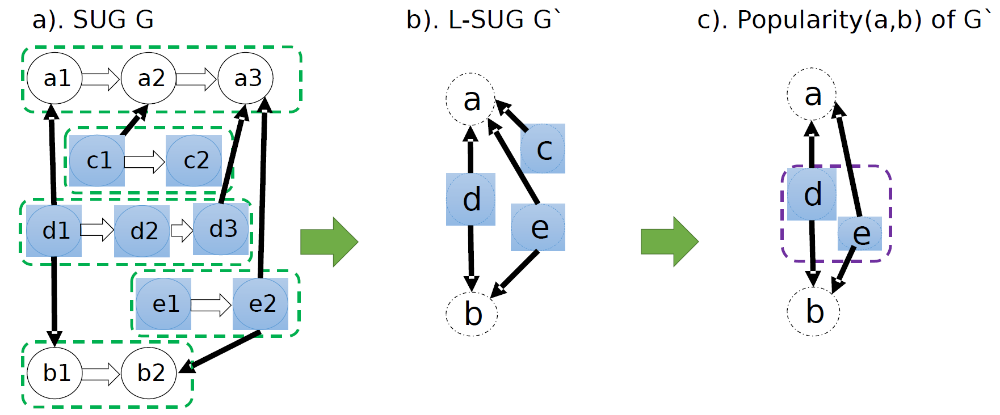 a). SUG G
b). L-SUG G`
c). Popularity(a,b) of G`
a1 a2 a3
c1 c2
d1 d2 d3
e1 e2
b1 b2
a
c
d
e
b
a
d
e
b